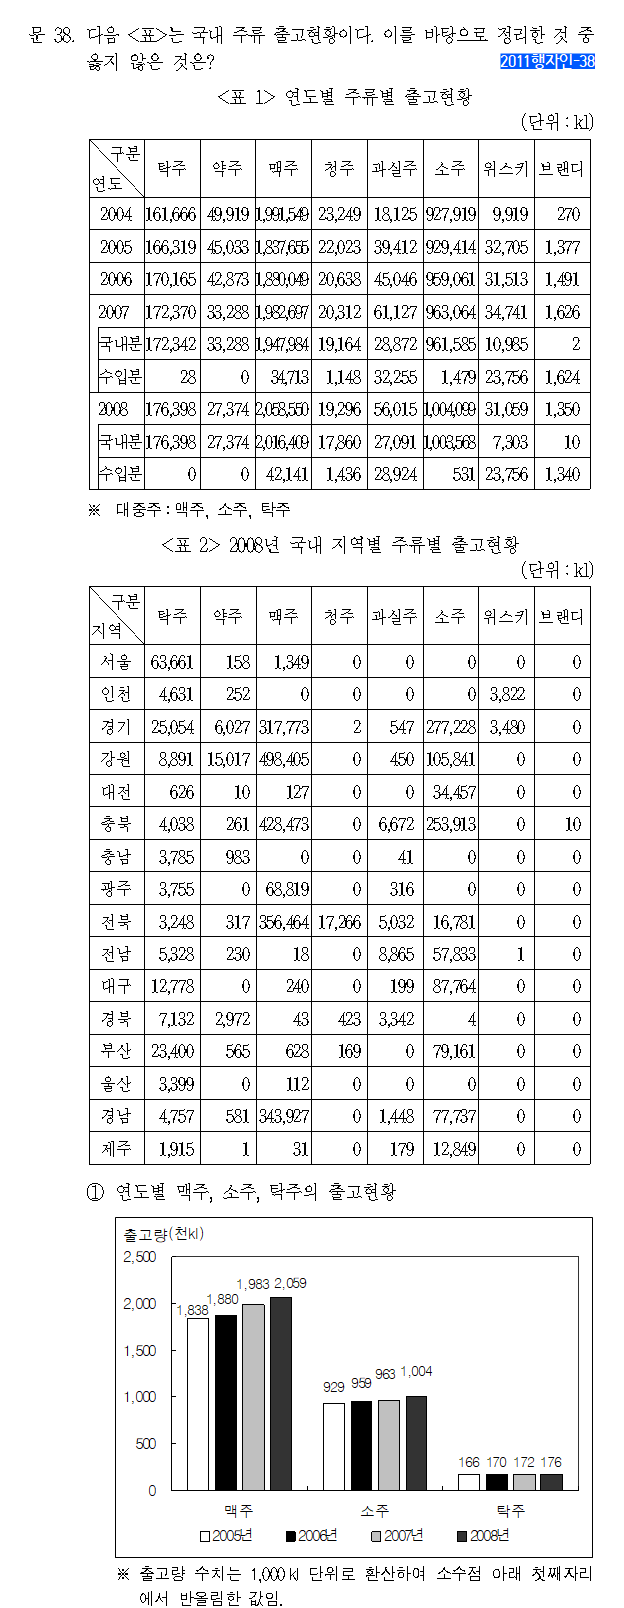 문 38. 다음 <표>는 국내 주류 출고현황이다. 이를 바탕으로 정리한 것 중
옳지 않은 것은? 2011행자인-38
<표 1> 연도별 주류별 출고현황
(단위 : kl)
구분 연도 탁주 약주 맥주 청주 과실주 소주 위스키 브랜디
2004 161,666 49,919 1,991,549 23,249 18,125 927,919 9,919 270
2005 166,319 45,033 1,837,655 22,023 39,412 929,414 32,705 1,377
2006 170,165 42,873 1,880,049 20,638 45,046 959,061 31,513 1,491
2007 172,370 33,288 1,982,697 20,312 61,127 963,064 34,741 1,626
국내분 172,342 33,288 1,947,984 19,164 28,872 961,585 10,985 2
수입분 28 0 34,713 1,148 32,255 1,479 23,756 1,624
2008 176,398 27,374 2,058,550 19,296 56,015 1,004,099 31,059 1,350
국내분 176,398 27,374 2,016,409 17,860 27,091 1,003,568 7,303 10
수입분 0 0 42,141 1,436 28,924 531 23,756 1,340
※ 대중주 : 맥주, 소주, 탁주
<표 2> 2008년 국내 지역별 주류별 출고현황
(단위 : kl)
구분 지역 탁주 약주 맥주 청주 과실주 소주 위스키 브랜디
서울 63,661 158 1,349 0 0 0 0 0
인천 4,631 252 0 0 0 0 3,822 0
경기 25,054 6,027 317,773 2 547 277,228 3,480 0
강원 8,891 15,017 498,405 0 450 105,841 0 0
대전 626 10 127 0 0 34,457 0 0
충북 4,038 261 428,473 0 6,672 253,913 0 10
충남 3,785 983 0 0 41 0 0 0
광주 3,755 0 68,819 0 316 0 0 0
전북 3,248 317 356,464 17,266 5,032 16,781 0 0
전남 5,328 230 18 0 8,865 57,833 1 0
대구 12,778 0 240 0 199 87,764 0 0
경북 7,132 2,972 43 423 3,342 4 0 0
부산 23,400 565 628 169 0 79,161 0 0
울산 3,399 0 112 0 0 0 0 0
경남 4,757 581 343,927 0 1,448 77,737 0 0
제주 1,915 1 31 0 179 12,849 0 0
① 연도별 맥주, 소주, 탁주의 출고현황
출고량(천kl)
2,500
2,000
1,500
1,000
500
0
1,838 1,880 1,983 2,059
929 959 963 1,004
166 170 172 176
맥주 소주 탁주
2005년 2006년 2007년 2008년
※ 출고량 수치는 1,000 kl 단위로 환산하여 소수점 아래 첫째자리
에서 반올림한 값임.